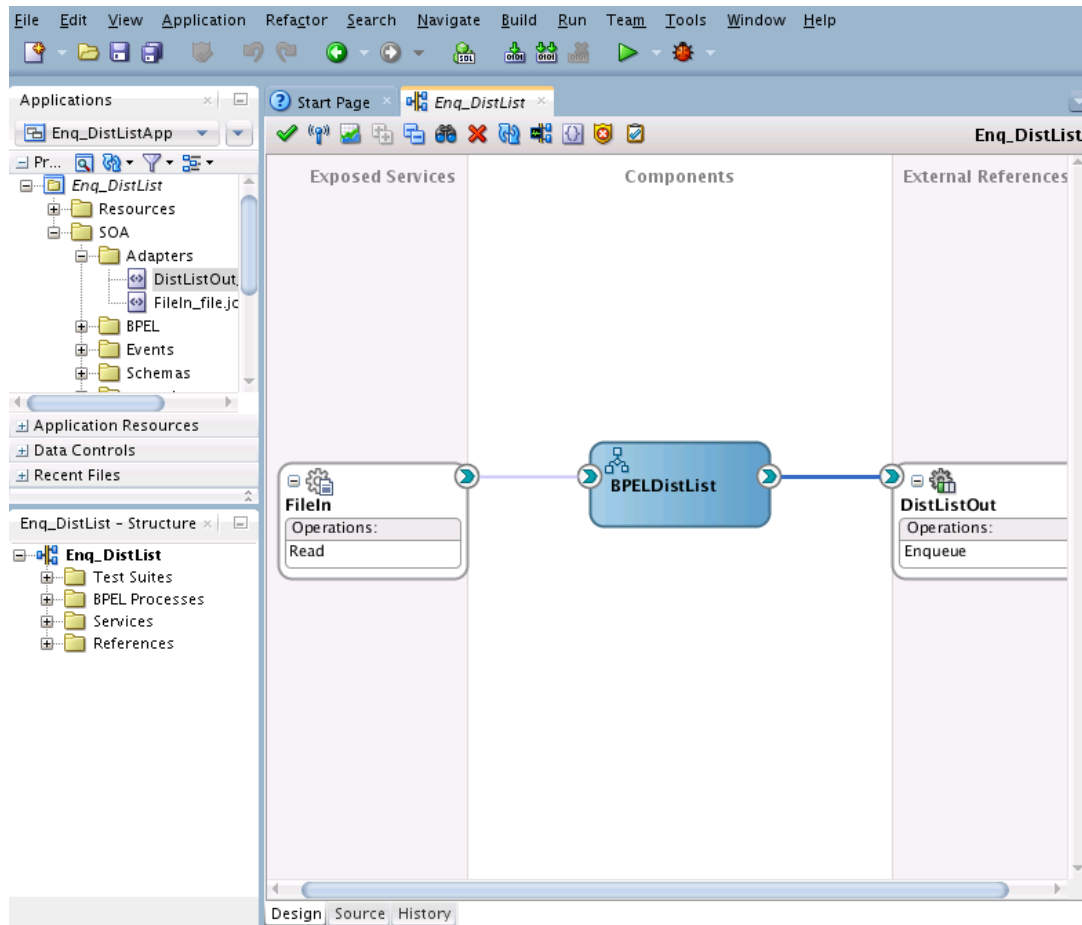 File Edit View Application Refactor Search Navigate Build Run Team Tools Window Help
Applications
Start Page
Enq_DistList
Enq_DistListApp
Enq_DistList
Pr...
Enq_DistList
Resources
SOA
Adapters
DistListOut
FileIn_file.jc
BPEL
Events
Schemas
Application Resources
Data Controls
Recent Files
Enq_DistList - Structure
Enq_DistList
Test Suites
BPEL Processes
Services
References
Exposed Services
Components
External References
FileIn
Operations:
Read
BPELDistList
DistListOut
Operations:
Enqueue
Design Source History